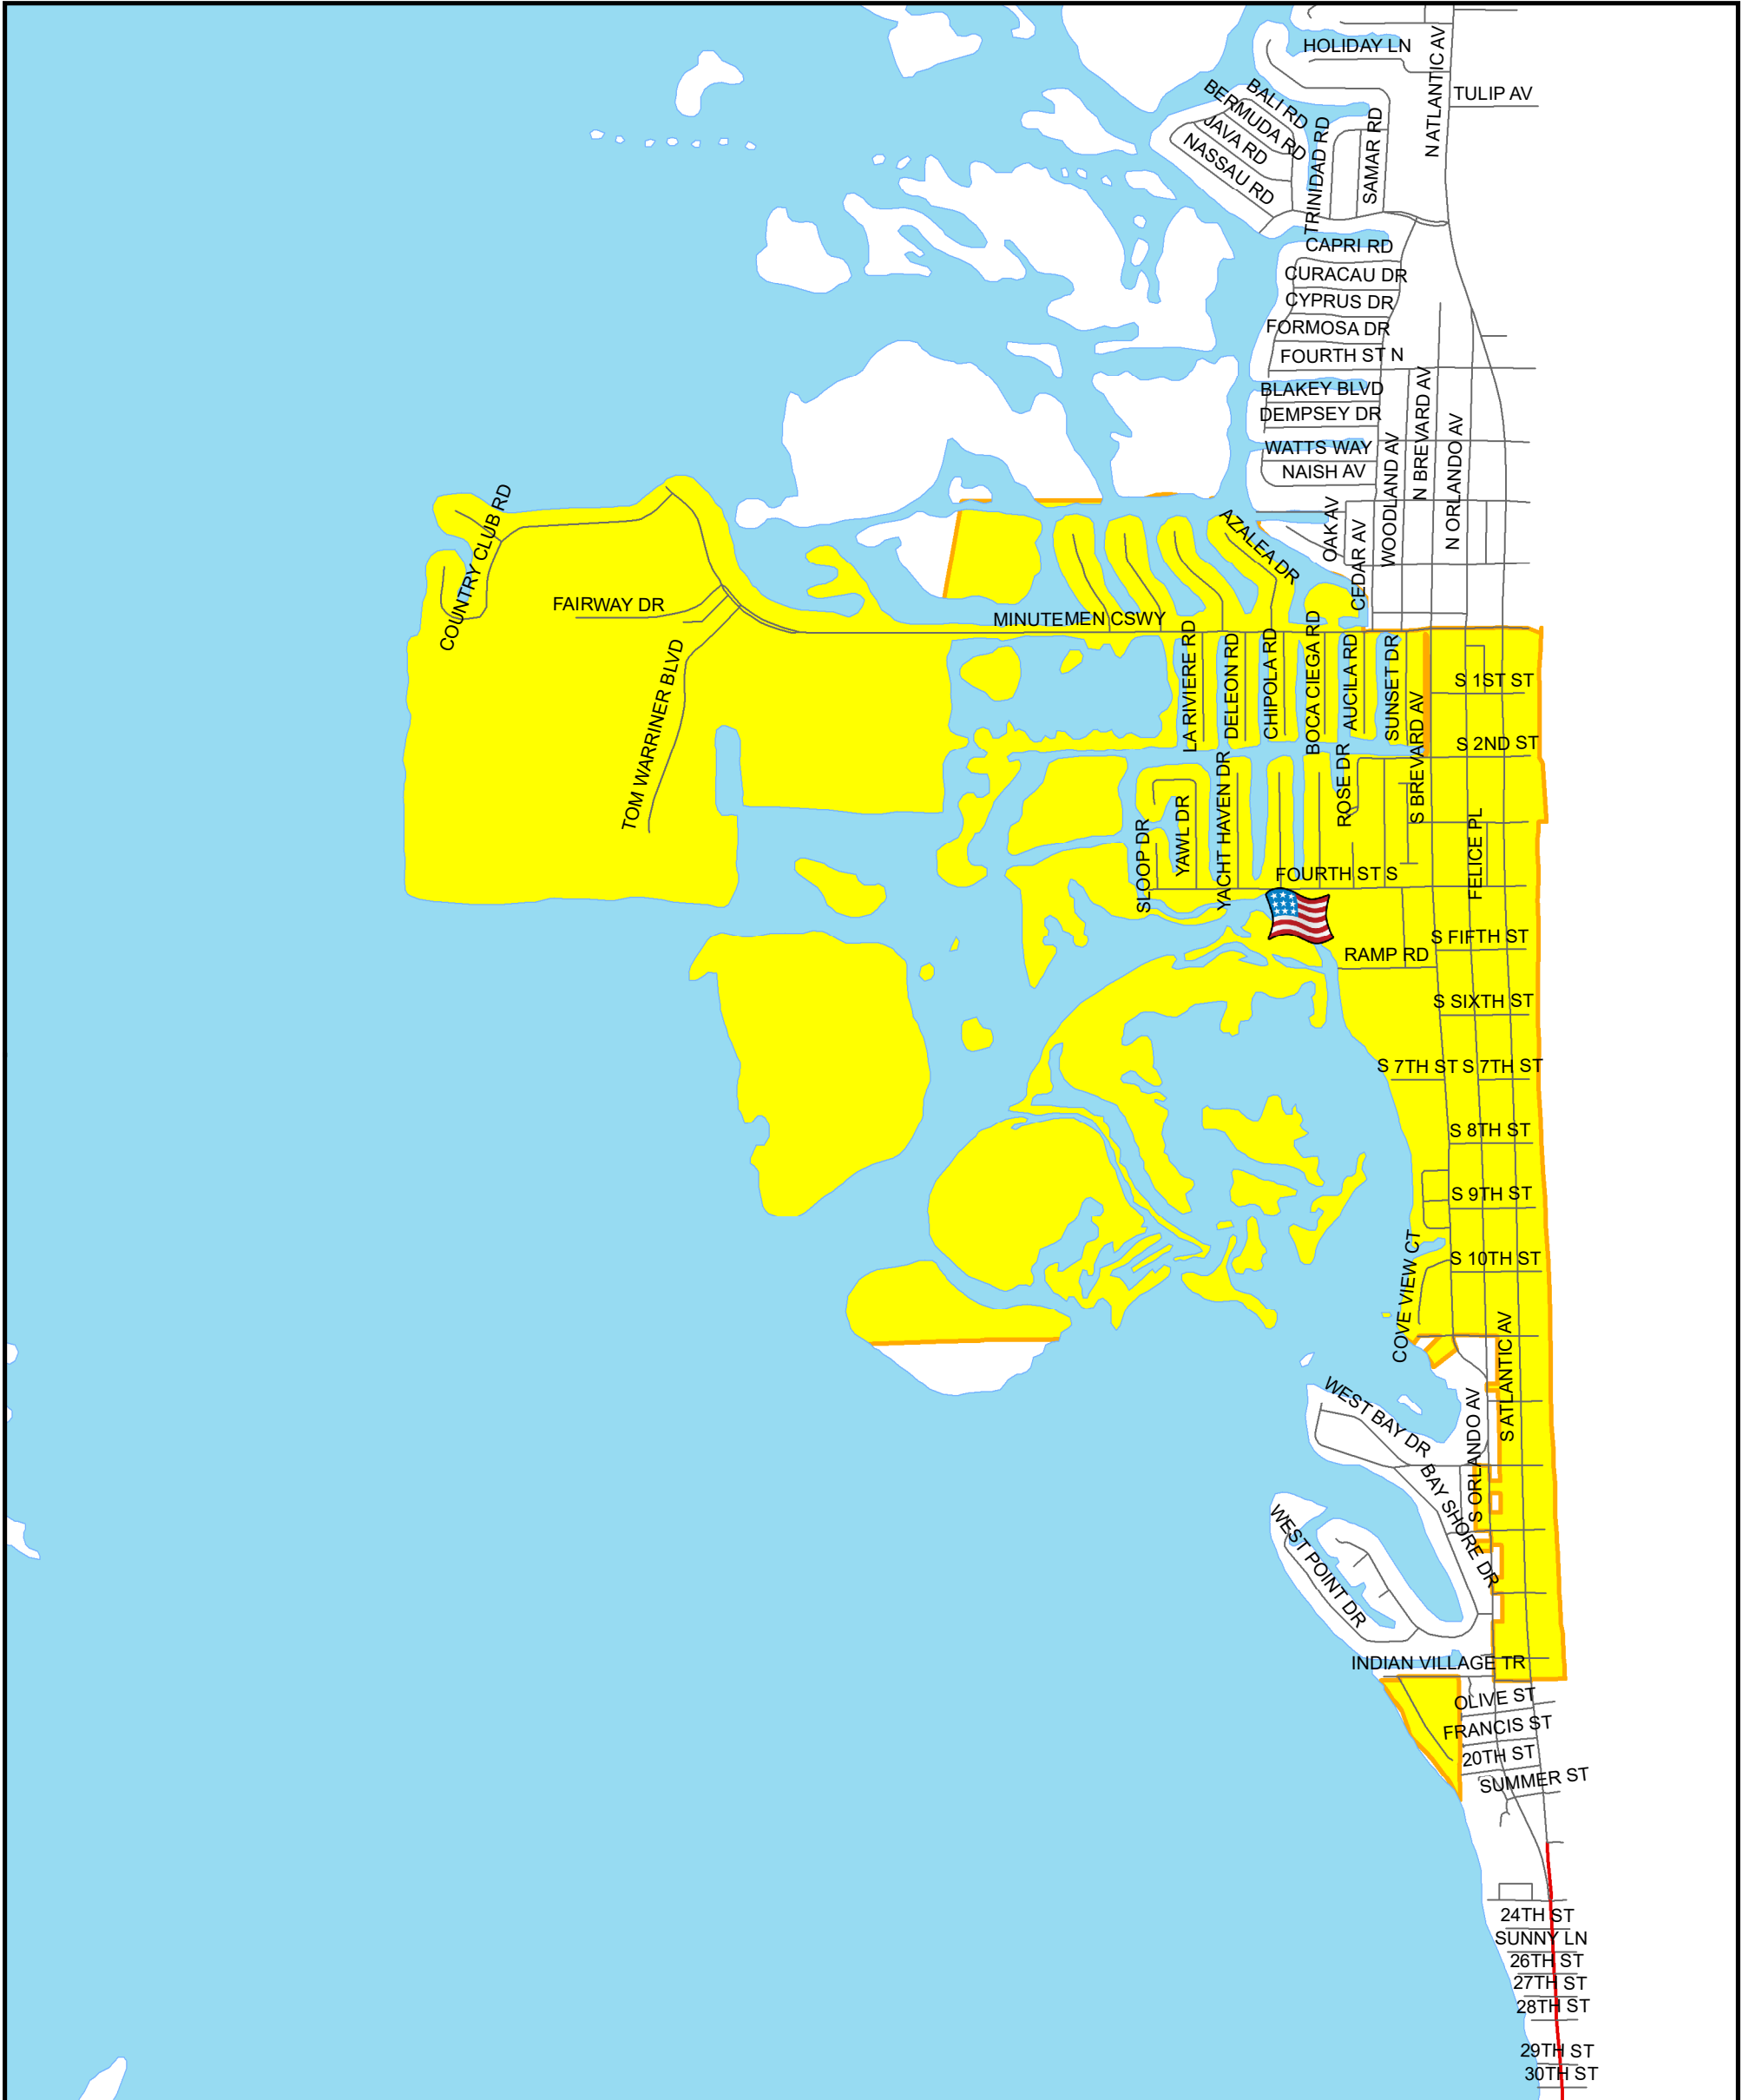 HOLIDAY LN
N ATLANTIC AV
TULIP AV
BALI RD
BERMUDA RD
JAVA RD
NASSAU RD
TRINIDAD RD
SAMAR RD
CAPRI RD
CURACAU DR
CYPRUS DR
FORMOSA DR
FOURTH ST N
BLAKEY BLVD
DEMPSEY DR
WATTS WAY
NAISH AV
WOODLAND AV
N BREVARD AV
N ORLANDO AV
OAK AV
CEDAR AV
AZALEA DR
COUNTRY CLUB RD
FAIRWAY DR
MINUTEMEN CSWY
TOM WARRINER BLVD
LA RIVIERE RD
DELEON RD
CHIPOLA RD
BOCA CIEGA RD
AUCILA RD
SUNSET DR
S BREVARD AV
S 1ST ST
S 2ND ST
SLOOP DR
YAWL DR
YACHT HAVEN DR
ROSE DR
FELICE PL
FOURTH ST S
RAMP RD
S FIFTH ST
S SIXTH ST
S 7TH ST
S 7TH ST
S 8TH ST
S 9TH ST
S 10TH ST
COVE VIEW CT
S ATLANTIC AV
S ORLANDO AV
WEST BAY DR
BAY SHORE DR
WEST POINT DR
INDIAN VILLAGE TR
OLIVE ST
FRANCIS ST
20TH ST
SUMMER ST
24TH ST
SUNNY LN
26TH ST
27TH ST
28TH ST
29TH ST
30TH ST